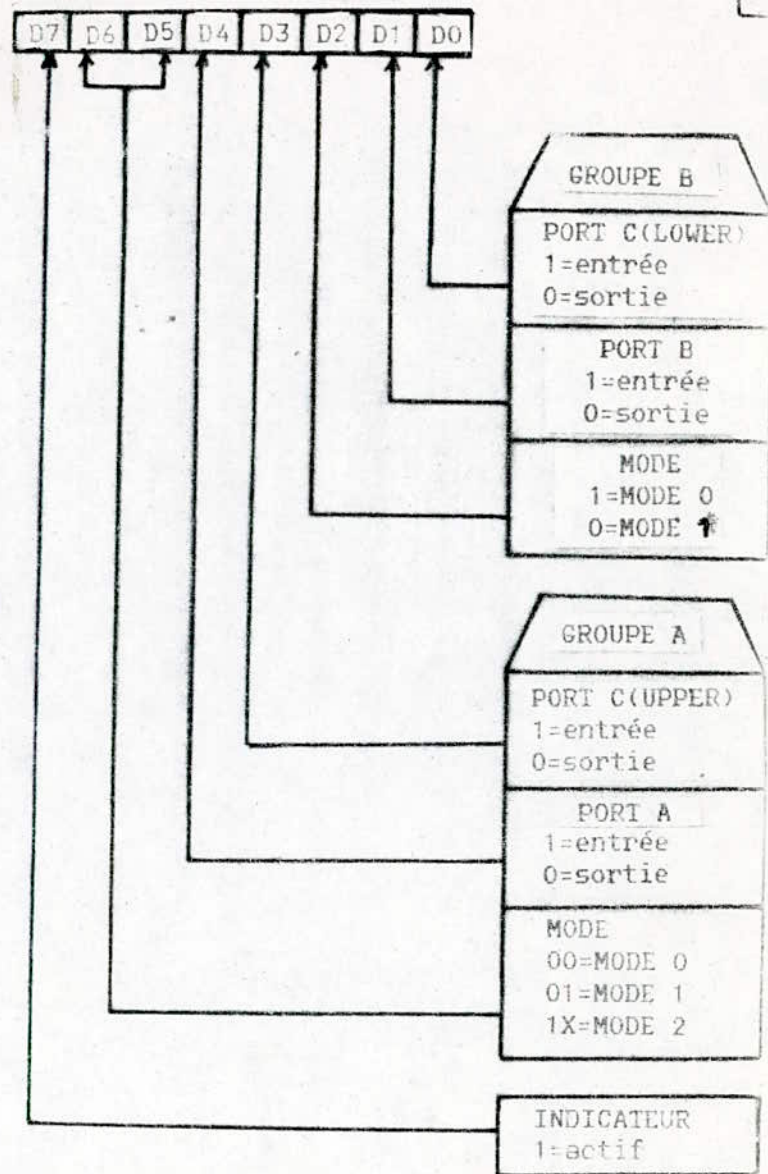 D7 D6 D5 D4 D3 D2 D1 D0
GROUPE B
PORT C(LOWER)
1=entrée
0=sortie
PORT B
1=entrée
0=sortie
MODE
1=MODE 0
0=MODE 1
GROUPE A
PORT C(UPPER)
1=entrée
0=sortie
PORT A
1=entrée
0=sortie
MODE
00=MODE 0
01=MODE 1
1X=MODE 2
INDICATEUR
1=actif